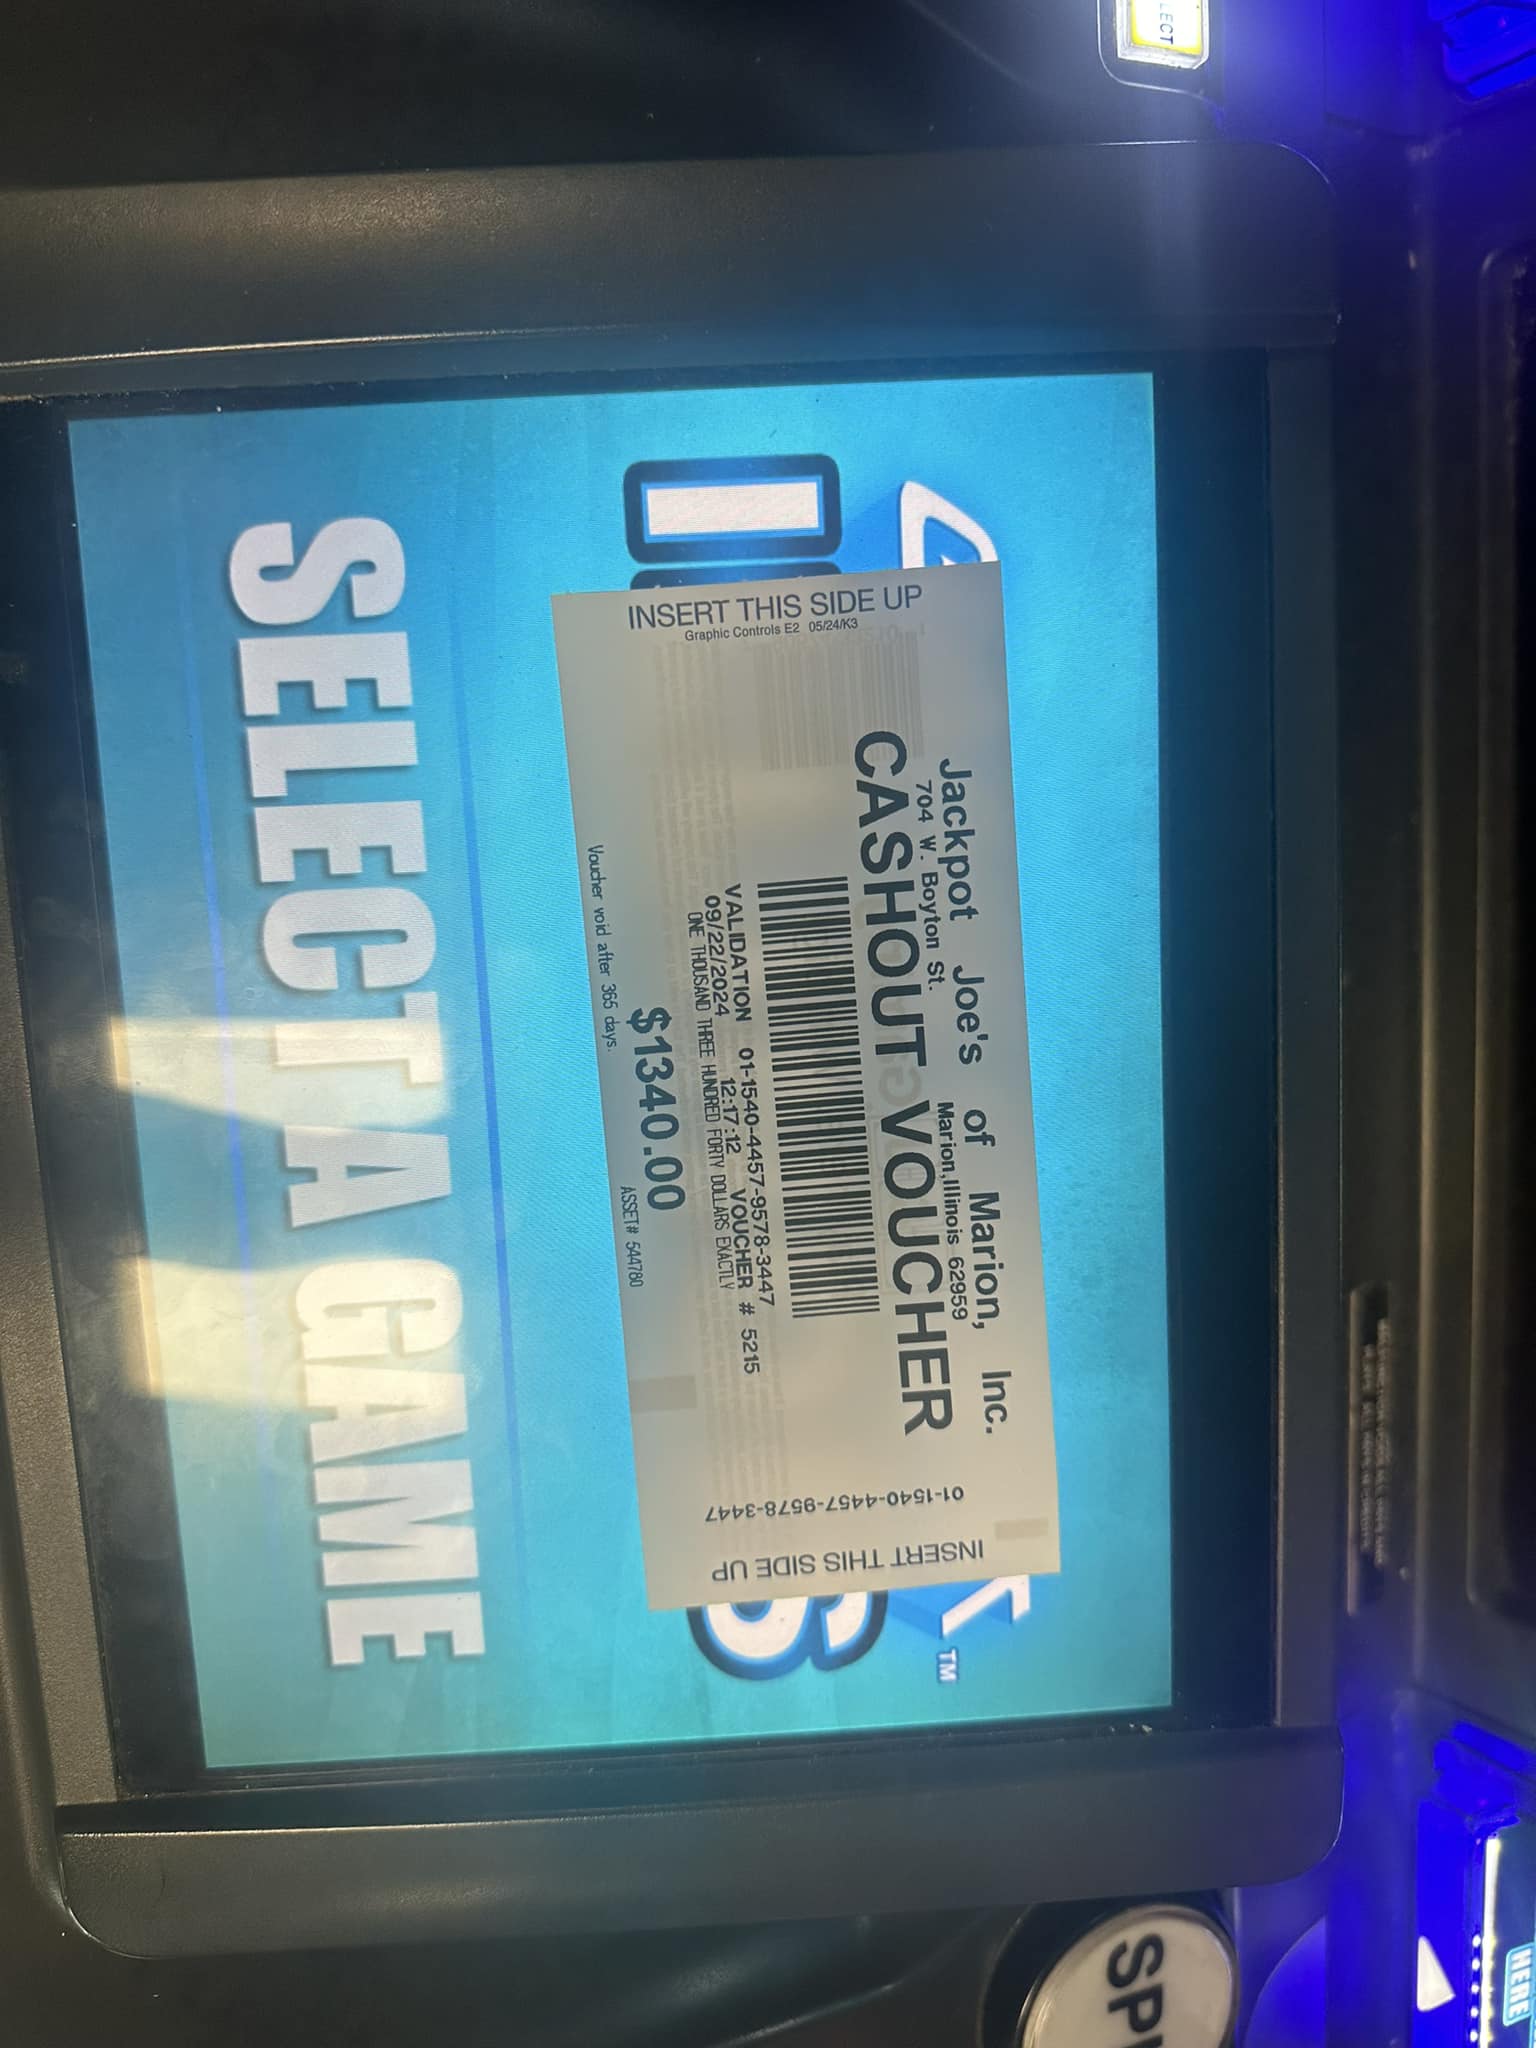 INSERT THIS SIDE UP
Graphic Controls E2 05/24/K3
Jackpot Joe's of Marion, Inc.
704 W. Boyton St. Marion,Illinois 62959
CASHOUT VOUCHER
VALIDATION 01-1540-4457-9578-3447
09/22/2024 12:17:12 VOUCHER # 5215
ONE THOUSAND THREE HUNDRED FORTY DOLLARS EXACTLY
$1340.00
ASSET# 544780
Voucher void after 365 days.
01-1540-4457-9578-3447
INSERT THIS SIDE UP
TM
SELECT A GAME
HERE